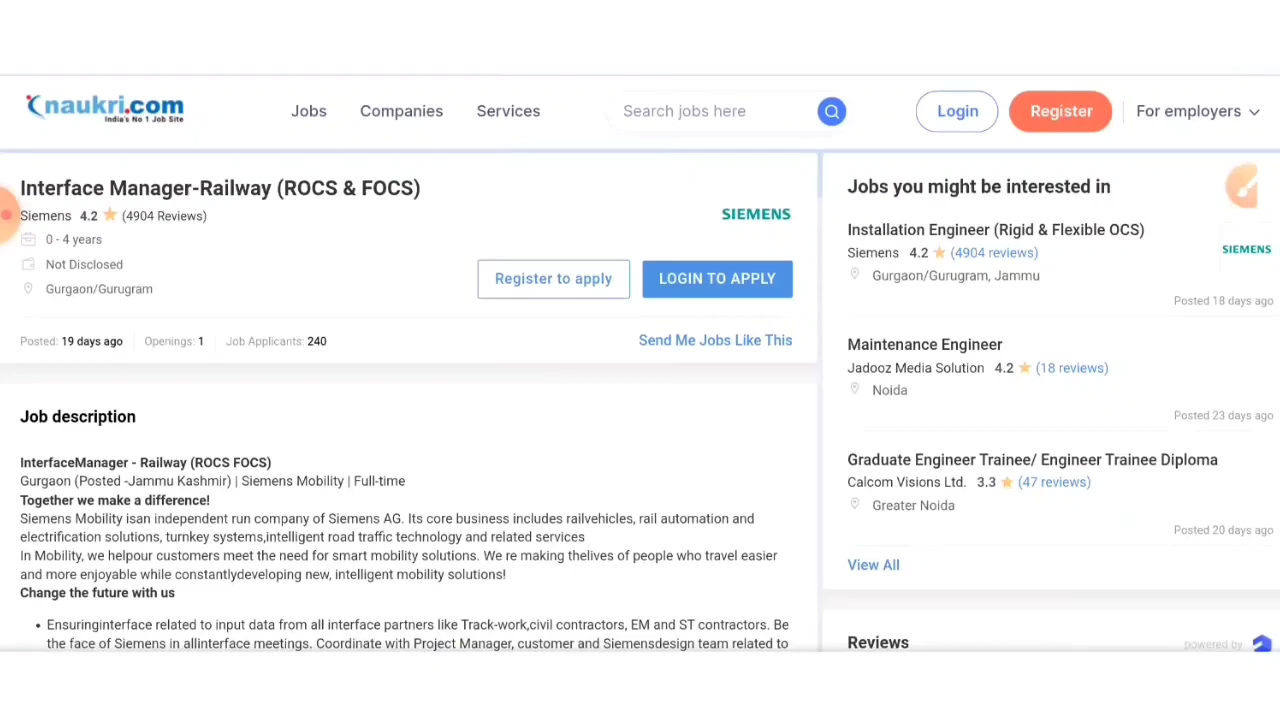 naukri.com
India's No 1 Job Site
Jobs
Companies
Services
Search jobs here
Login
Register
For employers
Interface Manager-Railway (ROCS & FOCS)
Siemens 4.2 (4904 Reviews)
SIEMENS
0 - 4 years
Not Disclosed
Gurgaon/Gurugram
Register to apply
LOGIN TO APPLY
Posted: 19 days ago
Openings: 1
Job Applicants: 240
Send Me Jobs Like This
Job description
InterfaceManager - Railway (ROCS FOCS)
Gurgaon (Posted -Jammu Kashmir) | Siemens Mobility | Full-time
Together we make a difference!
Siemens Mobility isan independent run company of Siemens AG. Its core business includes railvehicles, rail automation and
electrification solutions, turnkey systems,intelligent road traffic technology and related services
In Mobility, we helpour customers meet the need for smart mobility solutions. We re making thelives of people who travel easier
and more enjoyable while constantlydeveloping new, intelligent mobility solutions!
Change the future with us
• Ensuringinterface related to input data from all interface partners like Track-work,civil contractors, EM and ST contractors. Be
the face of Siemens in allinterface meetings. Coordinate with Project Manager, customer and Siemensdesign team related to
Jobs you might be interested in
Installation Engineer (Rigid & Flexible OCS)
Siemens 4.2 (4904 reviews)
SIEMENS
Gurgaon/Gurugram, Jammu
Posted 18 days ago
Maintenance Engineer
Jadooz Media Solution 4.2 (18 reviews)
Noida
Posted 23 days ago
Graduate Engineer Trainee/ Engineer Trainee Diploma
Calcom Visions Ltd. 3.3 (47 reviews)
Greater Noida
Posted 20 days ago
View All
Reviews
powered by